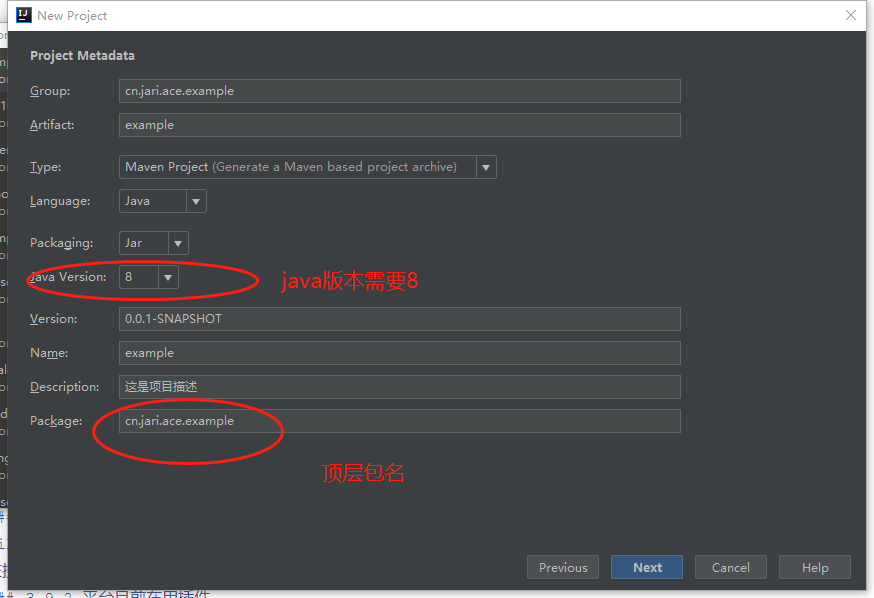 New Project
Project Metadata
Group: cn.jari.ace.example
Artifact: example
Type: Maven Project (Generate a Maven based project archive)
Language: Java
Packaging: Jar
Java Version: 8
java版本需要8
Version: 0.0.1-SNAPSHOT
Name: example
Description: 这是项目描述
Package: cn.jari.ace.example
顶层包名
Previous Next Cancel Help